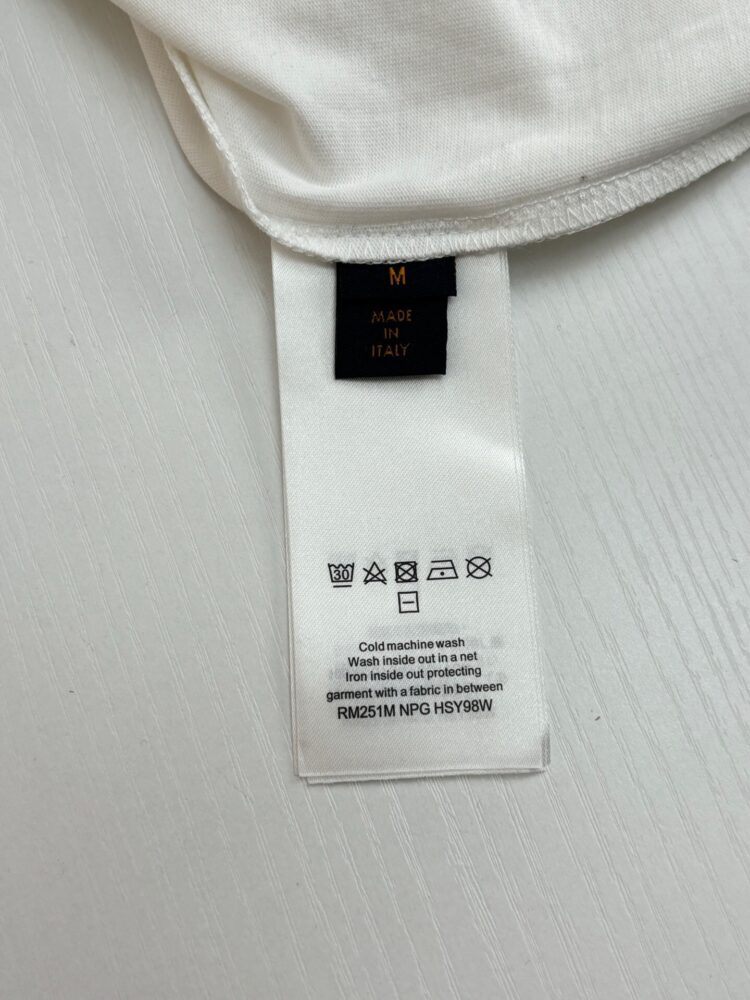 M
MADE
IN
ITALY
30
Cold machine wash
Wash inside out in a net
Iron inside out protecting
garment with a fabric in between
RM251M NPG HSY98W